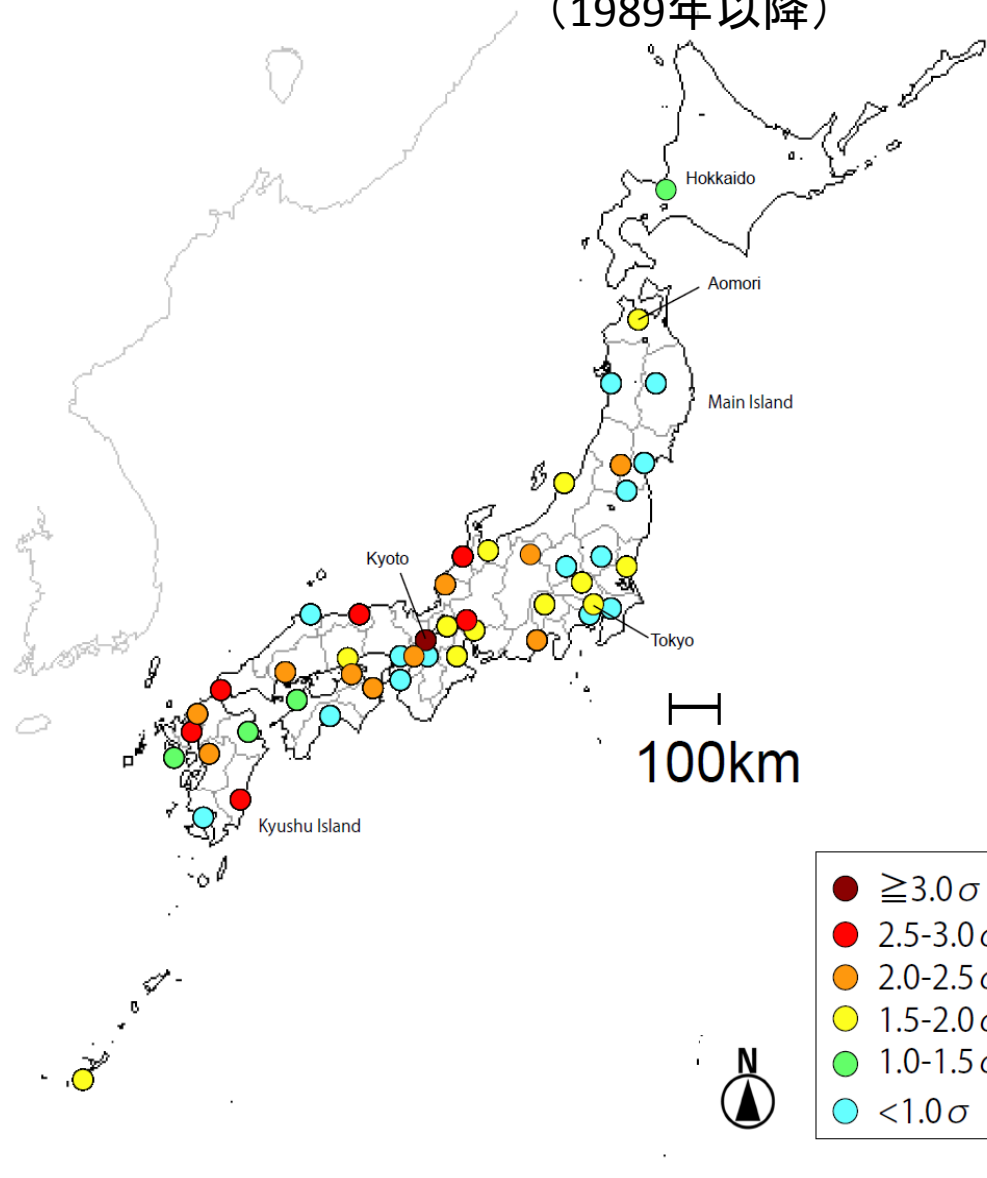 （1989年以降）
Hokkaido
Aomori
Main Island
Kyoto
Tokyo
100km
Kyushu Island
N
≧3.0σ
2.5-3.0
2.0-2.5
1.5-2.0
1.0-1.5
<1.0σ